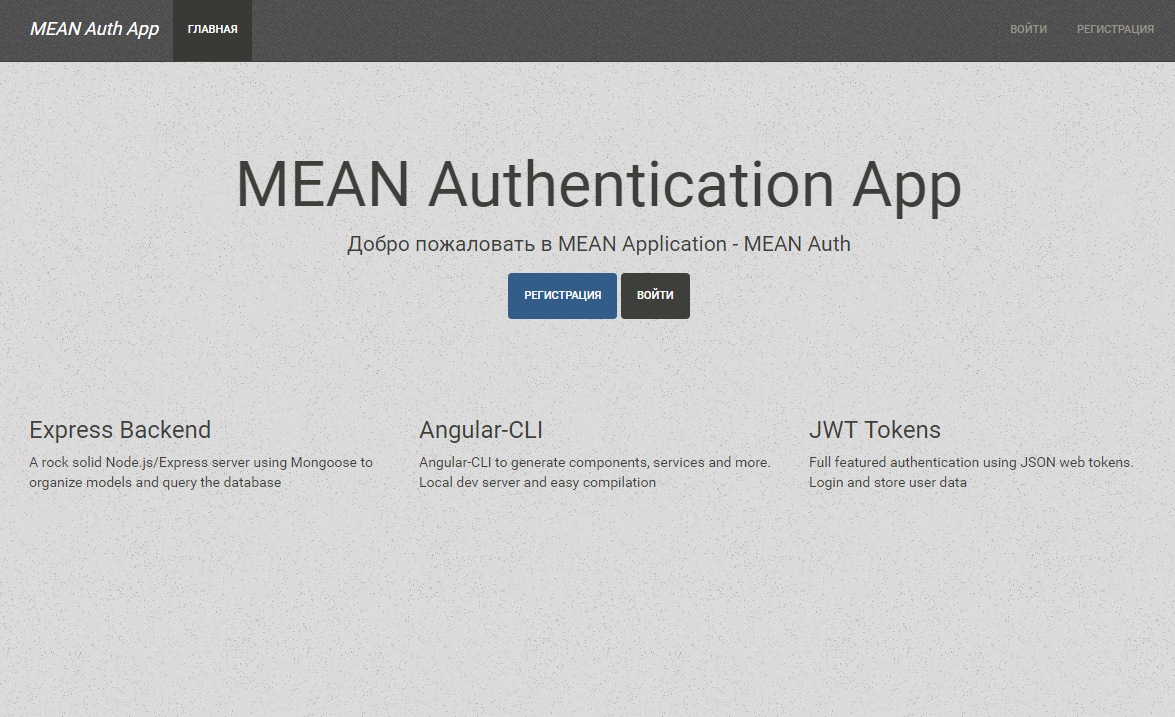 MEAN Auth App
ГЛАВНАЯ
ВОЙТИ
РЕГИСТРАЦИЯ
MEAN Authentication App
Добро пожаловать в MEAN Application - MEAN Auth
РЕГИСТРАЦИЯ
ВОЙТИ
Express Backend
A rock solid Node.js/Express server using Mongoose to
organize models and query the database
Angular-CLI
Angular-CLI to generate components, services and more.
Local dev server and easy compilation
JWT Tokens
Full featured authentication using JSON web tokens.
Login and store user data